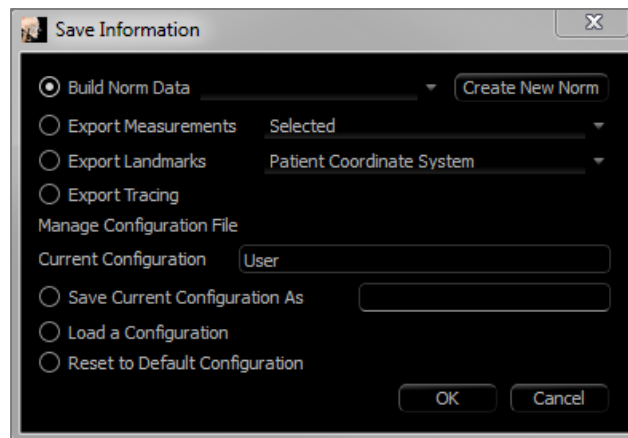 Save Information
Build Norm Data Create New Norm
Export Measurements Selected
Export Landmarks Patient Coordinate System
Export Tracing
Manage Configuration File
Current Configuration User
Save Current Configuration As
Load a Configuration
Reset to Default Configuration
OK Cancel